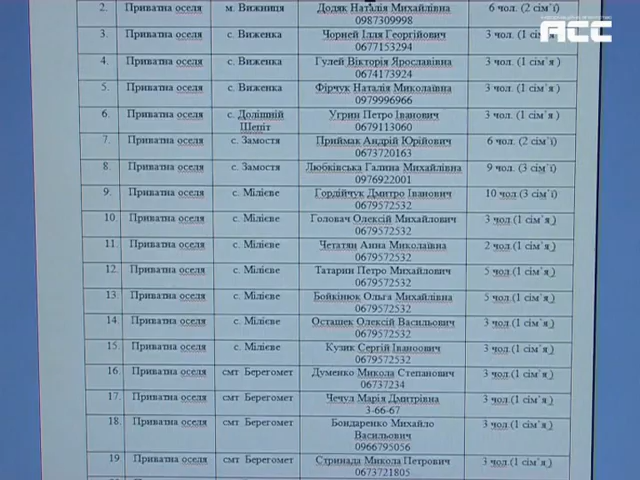 АСС
2. Приватна оселя м. Вижниця Додяк Наталія Михайлівна 6 чол. (2 сім`ї)
0987309998
3. Приватна оселя с. Виженка Чорней Ілля Георгійович 3 чол. (1 сім`я )
0677153294
4. Приватна оселя с. Виженка Гулей Вікторія Ярославівна 3 чол. (1 сім`я )
0674173924
5. Приватна оселя с. Виженка Фірчук Наталія Миколаївна 3 чол. (1 сім`я )
0979996966
6. Приватна оселя с. Долішній Угрин Петро Іванович 3 чол. (1 сім`я )
Шепіт 0679113060
7. Приватна оселя с. Замостя Приймак Андрій Юрійович 6 чол. (2 сім`ї)
0673720163
8. Приватна оселя с. Замостя Любківська Галина Михайлівна 9 чол. (3 сім`ї)
0976922001
9. Приватна оселя с. Мілієве Гордійчук Дмитро Іванович 10 чол.(3 сім`ї)
0679572532
10. Приватна оселя с. Мілієве Головач Олексій Михайлович 3 чол.(1 сім`я )
0679572532
11. Приватна оселя с. Мілієве Четатян Анна Миколаївна 2 чол.(1 сім`я )
0679572532
12. Приватна оселя с. Мілієве Татарин Петро Михайлович 5 чол.(1 сім`я )
0679572532
13. Приватна оселя с. Мілієве Бойкінюк Ольга Михайлівна 5 чол.(1 сім`я )
0679572532
14. Приватна оселя с. Мілієве Осташек Олексій Васильович 3 чол.(1 сім`я )
0679572532
15. Приватна оселя с. Мілієве Кузик Сергій Іваноович 3 чол.(1 сім`я )
0679572532
16. Приватна оселя смт Берегомет Думенко Микола Степанович 3 чол.(1 сім`я )
06737234
17. Приватна оселя смт Берегомет Чечул Марія Дмитрівна 3 чол.(1 сім`я )
3-66-67
18. Приватна оселя смт Берегомет Бондаренко Михайло 3 чол.(1 сім`я )
Васильович
0966795056
19 Приватна оселя смт Берегомет Стринада Микола Петрович 3 чол.(1 сім`я )
0673721805